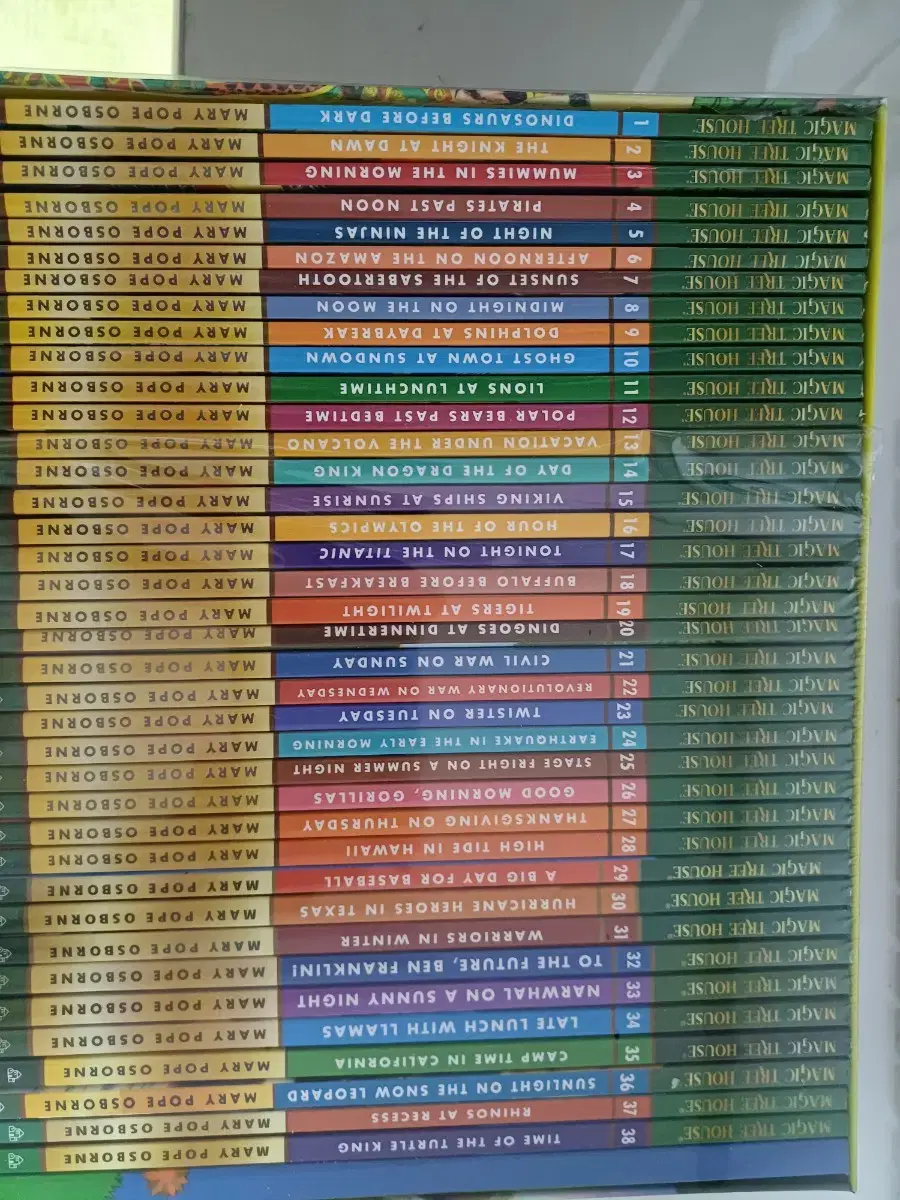 MAGIC TREE HOUSE® 1 DINOSAURS BEFORE DARK MARY POPE OSBORNE
MAGIC TREE HOUSE® 2 THE KNIGHT AT DAWN MARY POPE OSBORNE
MAGIC TREE HOUSE® 3 MUMMIES IN THE MORNING MARY POPE OSBORNE
MAGIC TREE HOUSE® 4 PIRATES PAST NOON MARY POPE OSBORNE
MAGIC TREE HOUSE® 5 NIGHT OF THE NINJAS MARY POPE OSBORNE
MAGIC TREE HOUSE® 6 AFTERNOON ON THE AMAZON MARY POPE OSBORNE
MAGIC TREE HOUSE® 7 SUNSET OF THE SABERTOOTH MARY POPE OSBORNE
MAGIC TREE HOUSE® 8 MIDNIGHT ON THE MOON MARY POPE OSBORNE
MAGIC TREE HOUSE® 9 DOLPHINS AT DAYBREAK MARY POPE OSBORNE
MAGIC TREE HOUSE® 10 GHOST TOWN AT SUNDOWN MARY POPE OSBORNE
MAGIC TREE HOUSE® 11 LIONS AT LUNCHTIME MARY POPE OSBORNE
MAGIC TREE HOUSE® 12 POLAR BEARS PAST BEDTIME MARY POPE OSBORNE
MAGIC TREE HOUSE® 13 VACATION UNDER THE VOLCANO MARY POPE OSBORNE
MAGIC TREE HOUSE® 14 DAY OF THE DRAGON KING MARY POPE OSBORNE
MAGIC TREE HOUSE® 15 VIKING SHIPS AT SUNRISE MARY POPE OSBORNE
MAGIC TREE HOUSE® 16 HOUR OF THE OLYMPICS MARY POPE OSBORNE
MAGIC TREE HOUSE® 17 TONIGHT ON THE TITANIC MARY POPE OSBORNE
MAGIC TREE HOUSE® 18 BUFFALO BEFORE BREAKFAST MARY POPE OSBORNE
MAGIC TREE HOUSE® 19 TIGERS AT TWILIGHT MARY POPE OSBORNE
MAGIC TREE HOUSE® 20 DINGOES AT DINNERTIME MARY POPE OSBORNE
MAGIC TREE HOUSE® 21 CIVIL WAR ON SUNDAY MARY POPE OSBORNE
MAGIC TREE HOUSE® 22 REVOLUTIONARY WAR ON WEDNESDAY MARY POPE OSBORNE
MAGIC TREE HOUSE® 23 TWISTER ON TUESDAY MARY POPE OSBORNE
MAGIC TREE HOUSE® 24 EARTHQUAKE IN THE EARLY MORNING MARY POPE OSBORNE
MAGIC TREE HOUSE® 25 STAGE FRIGHT ON A SUMMER NIGHT MARY POPE OSBORNE
MAGIC TREE HOUSE® 26 GOOD MORNING, GORILLAS MARY POPE OSBORNE
MAGIC TREE HOUSE® 27 THANKSGIVING ON THURSDAY MARY POPE OSBORNE
MAGIC TREE HOUSE® 28 HIGH TIDE IN HAWAII MARY POPE OSBORNE
MAGIC TREE HOUSE® 29 A BIG DAY FOR BASEBALL MARY POPE OSBORNE
MAGIC TREE HOUSE® 30 HURRICANE HEROES IN TEXAS MARY POPE OSBORNE
MAGIC TREE HOUSE® 31 WARRIORS IN WINTER MARY POPE OSBORNE
MAGIC TREE HOUSE® 32 TO THE FUTURE, BEN FRANKLIN! MARY POPE OSBORNE
MAGIC TREE HOUSE® 33 NARWHAL ON A SUNNY NIGHT MARY POPE OSBORNE
MAGIC TREE HOUSE® 34 LATE LUNCH WITH LLAMAS MARY POPE OSBORNE
MAGIC TREE HOUSE® 35 CAMP TIME IN CALIFORNIA MARY POPE OSBORNE
MAGIC TREE HOUSE® 36 SUNLIGHT ON THE SNOW LEOPARD MARY POPE OSBORNE
MAGIC TREE HOUSE® 37 RHINOS AT RECESS MARY POPE OSBORNE
MAGIC TREE HOUSE® 38 TIME OF THE TURTLE KING MARY POPE OSBORNE